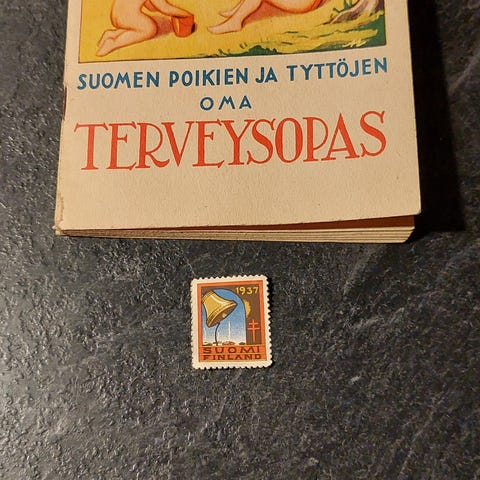 SUOMEN POIKIEN JA TYTTÖJEN
OMA
TERVEYSOPAS
1937
SUOMI
FINLAND